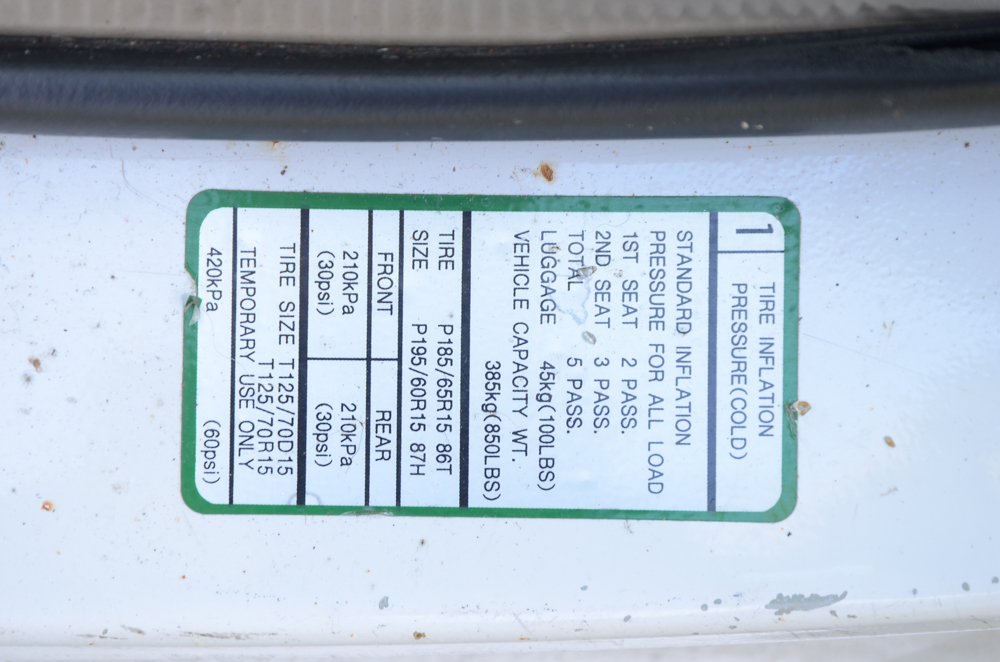 1 TIRE INFLATION
PRESSURE(COLD)
STANDARD INFLATION
PRESSURE FOR ALL LOAD
1ST SEAT 2 PASS.
2ND SEAT 3 PASS.
TOTAL 5 PASS.
LUGGAGE 45kg(100LBS)
VEHICLE CAPACITY WT.
385kg(850LBS)
TIRE P185/65R15 86T
SIZE P195/60R15 87H
FRONT REAR
210kPa 210kPa
(30psi) (30psi)
TIRE SIZE T125/70D15
T125/70R15
TEMPORARY USE ONLY
420kPa (60psi)